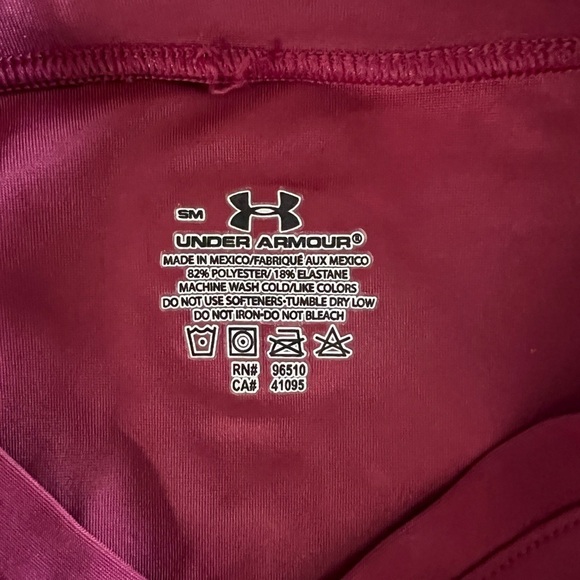 SM
UNDER ARMOUR®
MADE IN MEXICO/FABRIQUÉ AUX MEXICO
82% POLYESTER/ 18% ELASTANE
MACHINE WASH COLD/LIKE COLORS
DO NOT USE SOFTENERS•TUMBLE DRY LOW
DO NOT IRON•DO NOT BLEACH
RN# 96510
CA# 41095